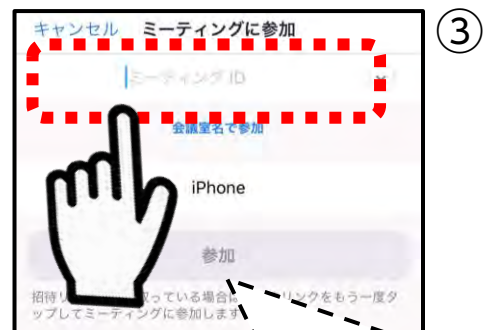 キャンセル ミーティングに参加
③
ミーティング ID
会議室名で参加
iPhone
参加
招待リ 取っている場合は リンクをもう一度タ
ップしてミーティングに参加します